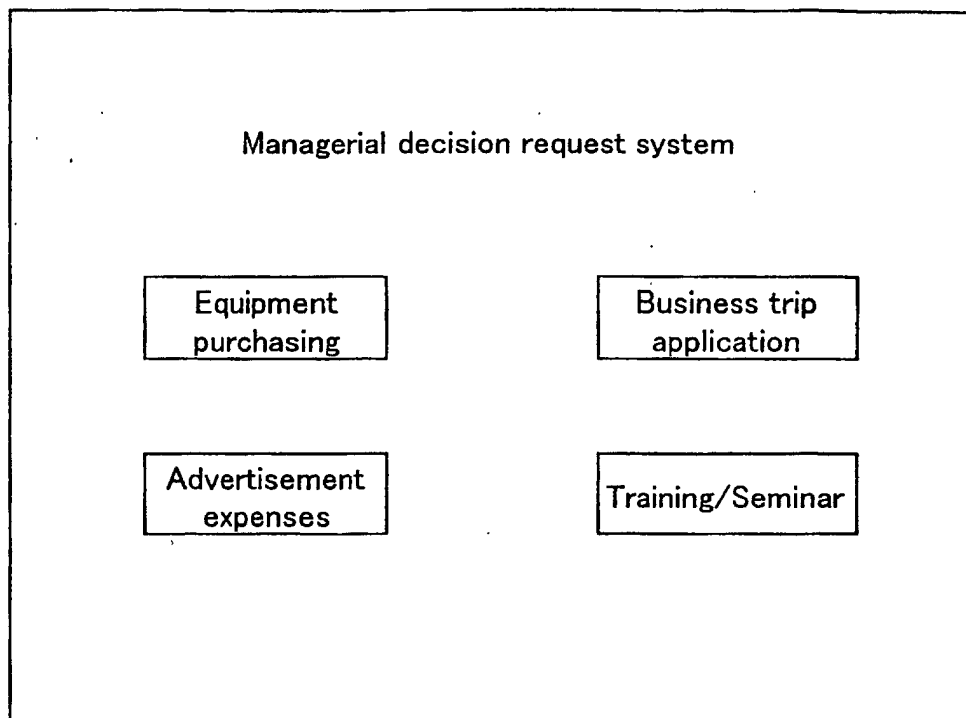 Managerial decision request system
Equipment
purchasing
Business trip
application
Advertisement
expenses
Training/Seminar